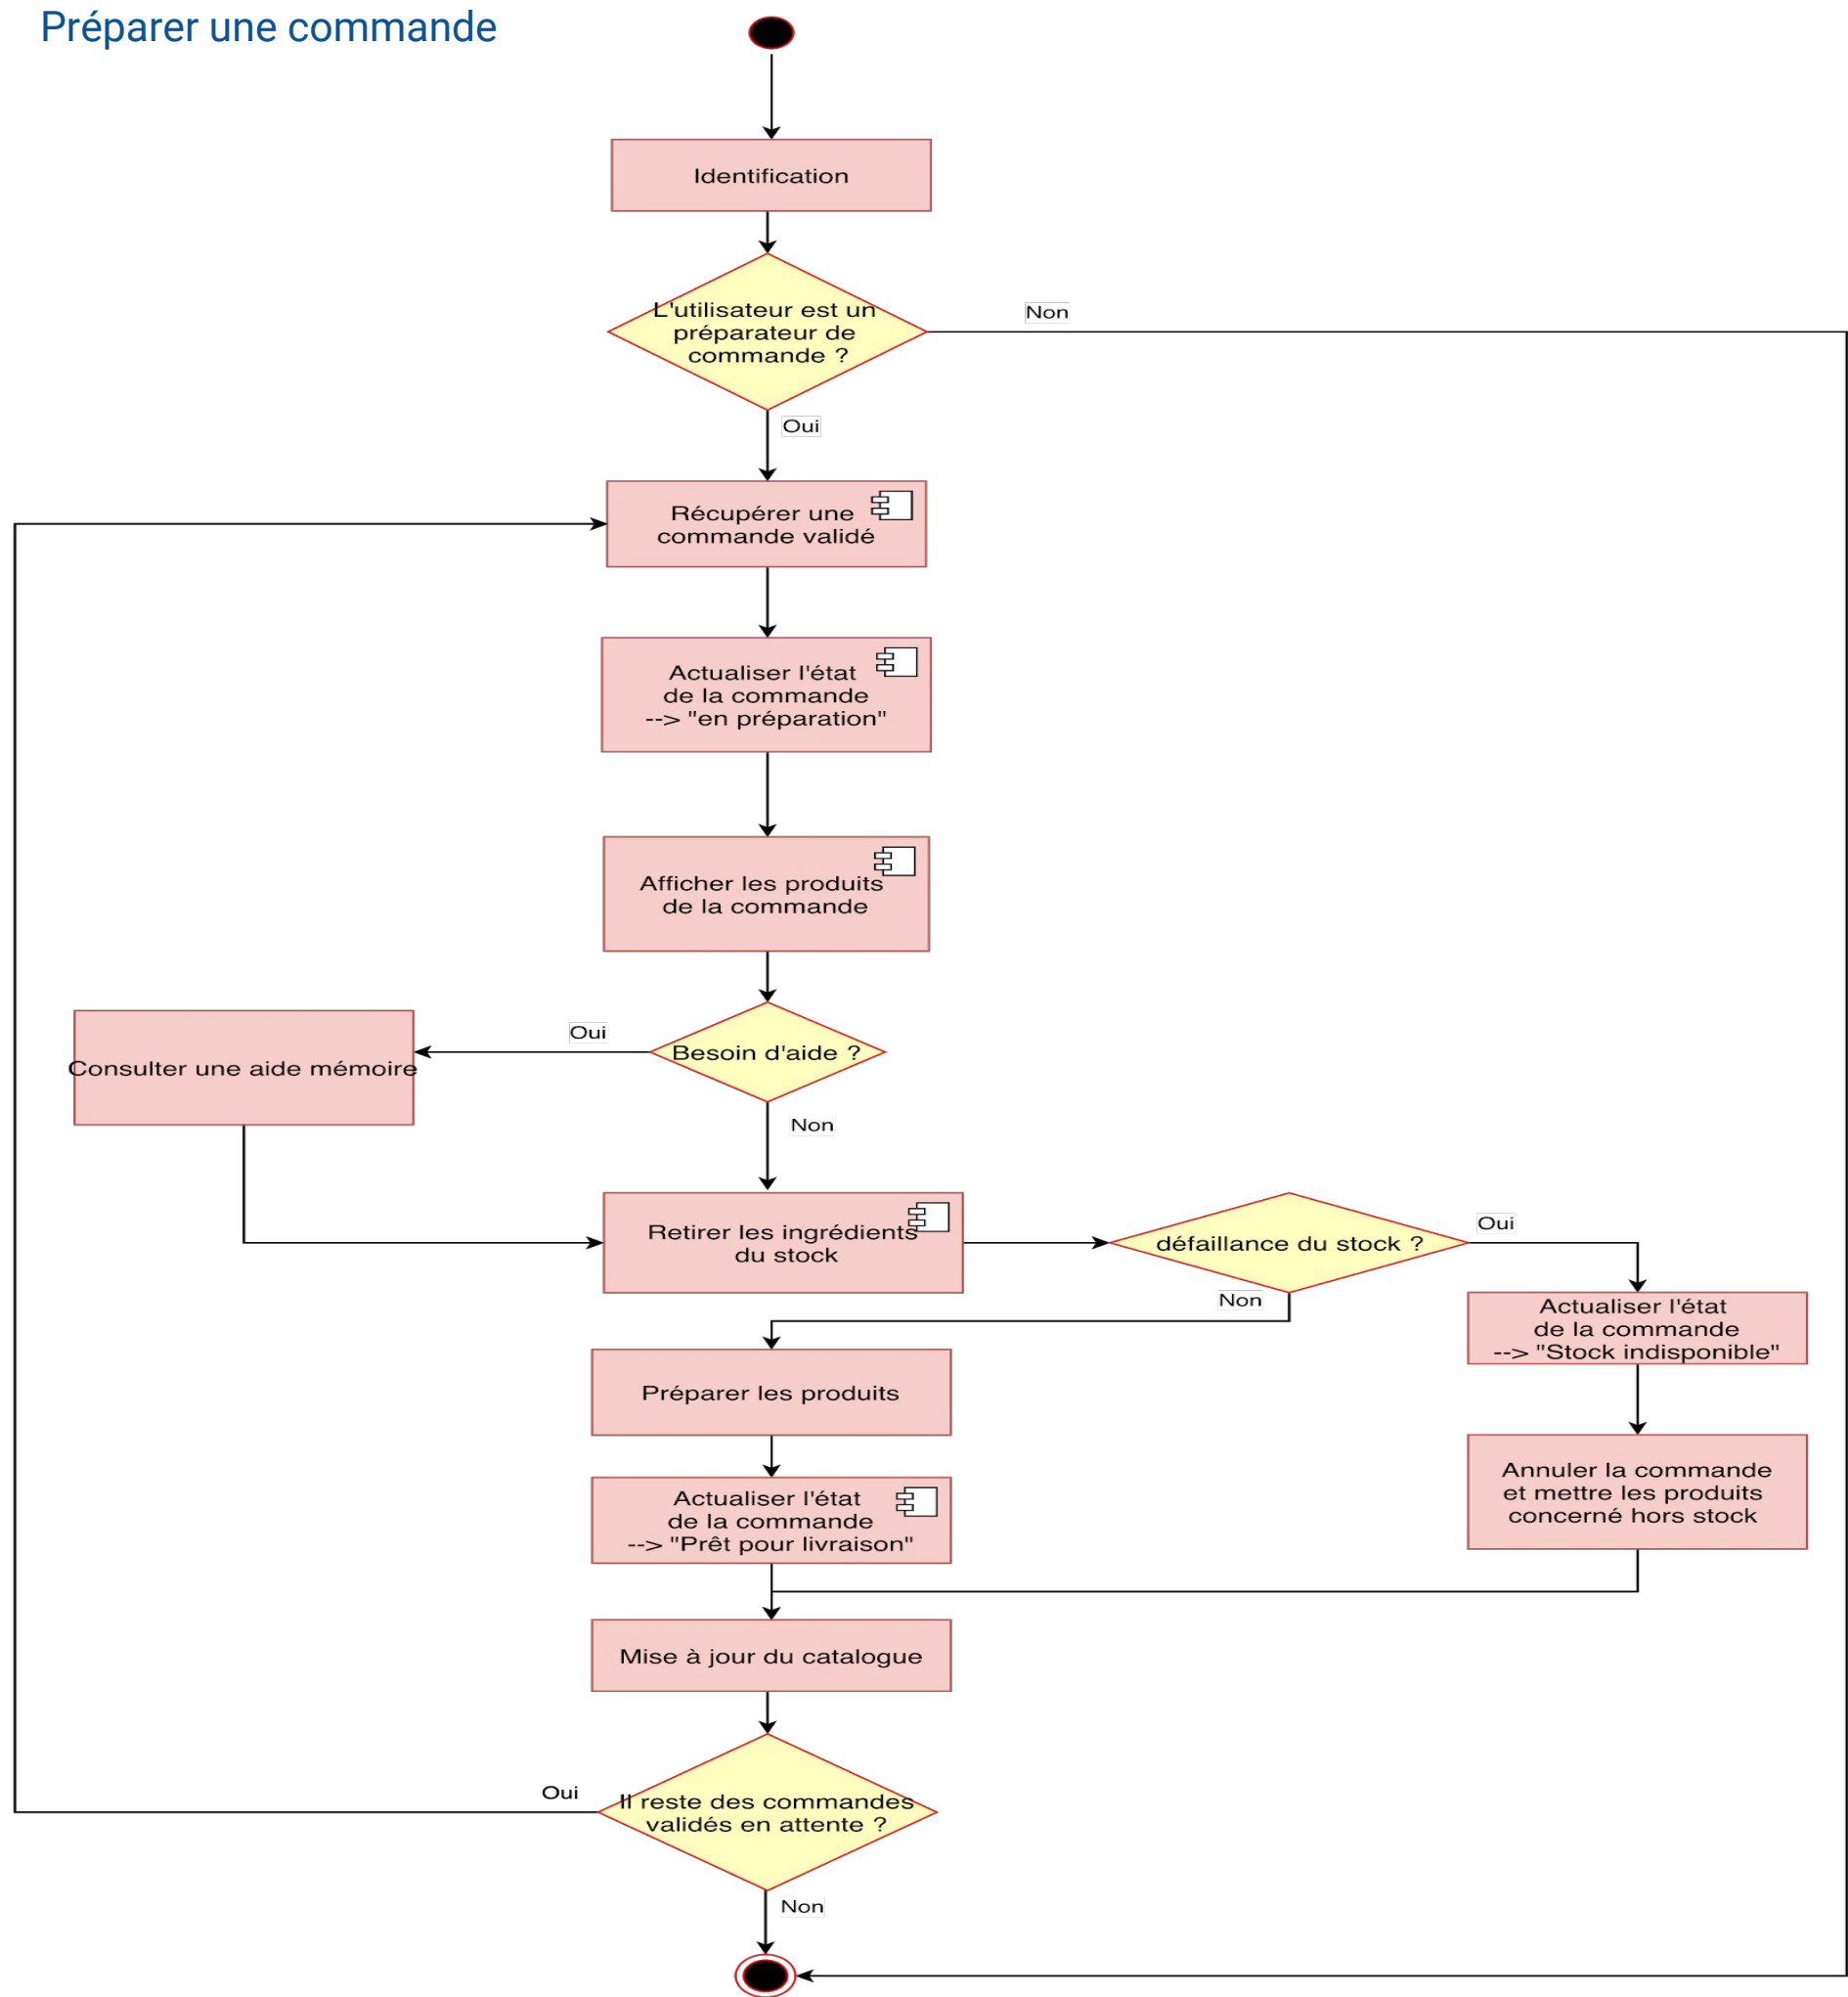 Préparer une commande
Identification
L'utilisateur est un
préparateur de
commande ?
Non
Oui
Récupérer une
commande validé
Actualiser l'état
de la commande
--> "en préparation"
Afficher les produits
de la commande
Oui
Besoin d'aide ?
Consulter une aide mémoire
Non
Retirer les ingrédients
du stock
défaillance du stock ?
Oui
Non
Actualiser l'état
de la commande
--> "Stock indisponible"
Préparer les produits
Annuler la commande
et mettre les produits
concerné hors stock
Actualiser l'état
de la commande
--> "Prêt pour livraison"
Mise à jour du catalogue
Oui
Il reste des commandes
validés en attente ?
Non